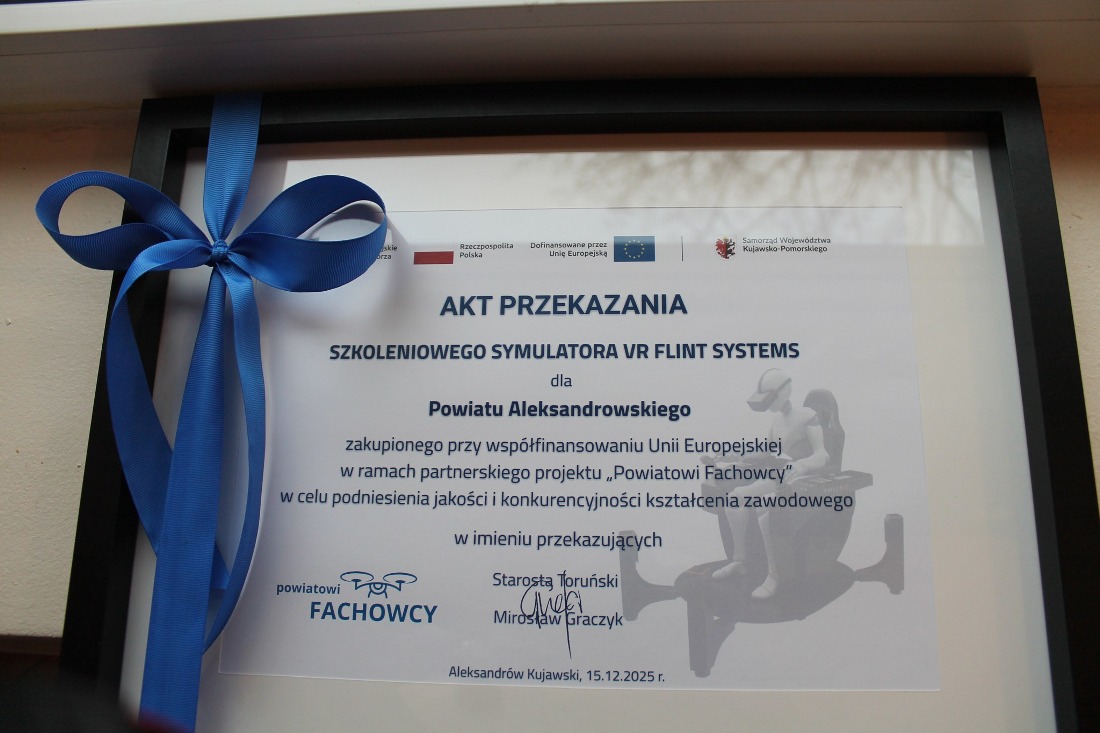 Rzeczpospolita
Polska
Dofinansowane przez
Unię Europejską
Samorząd Województwa
Kujawsko-Pomorskiego
AKT PRZEKAZANIA
SZKOLENIOWEGO SYMULATORA VR FLINT SYSTEMS
dla
Powiatu Aleksandrowskiego
zakupionego przy współfinansowaniu Unii Europejskiej
w ramach partnerskiego projektu „Powiatowi Fachowcy”
w celu podniesienia jakości i konkurencyjności kształcenia zawodowego
w imieniu przekazujących
powiatowi
FACHOWCY
Starosta Toruński
Mirosław Graczyk
Aleksandrów Kujawski, 15.12.2025 r.